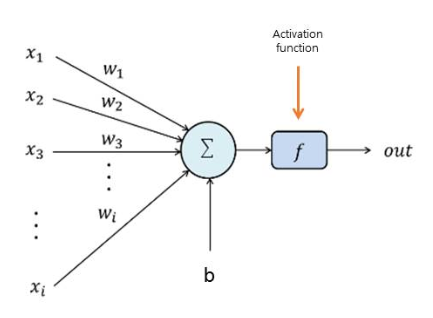 Activation
function
x₁
w₁
x₂
w₂
x₃
w₃
⋮
⋮
wᵢ
xᵢ
Σ
f
out
b